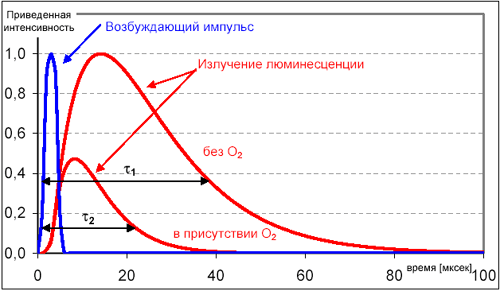 Приведенная
интенсивность
Возбуждающий импульс
1,0
Излучение люминесценции
0,8
0,6
без O₂
τ₁
0,4
0,2
τ₂
в присутствии O₂
0,0
время [мксек]
0 20 40 60 80 100